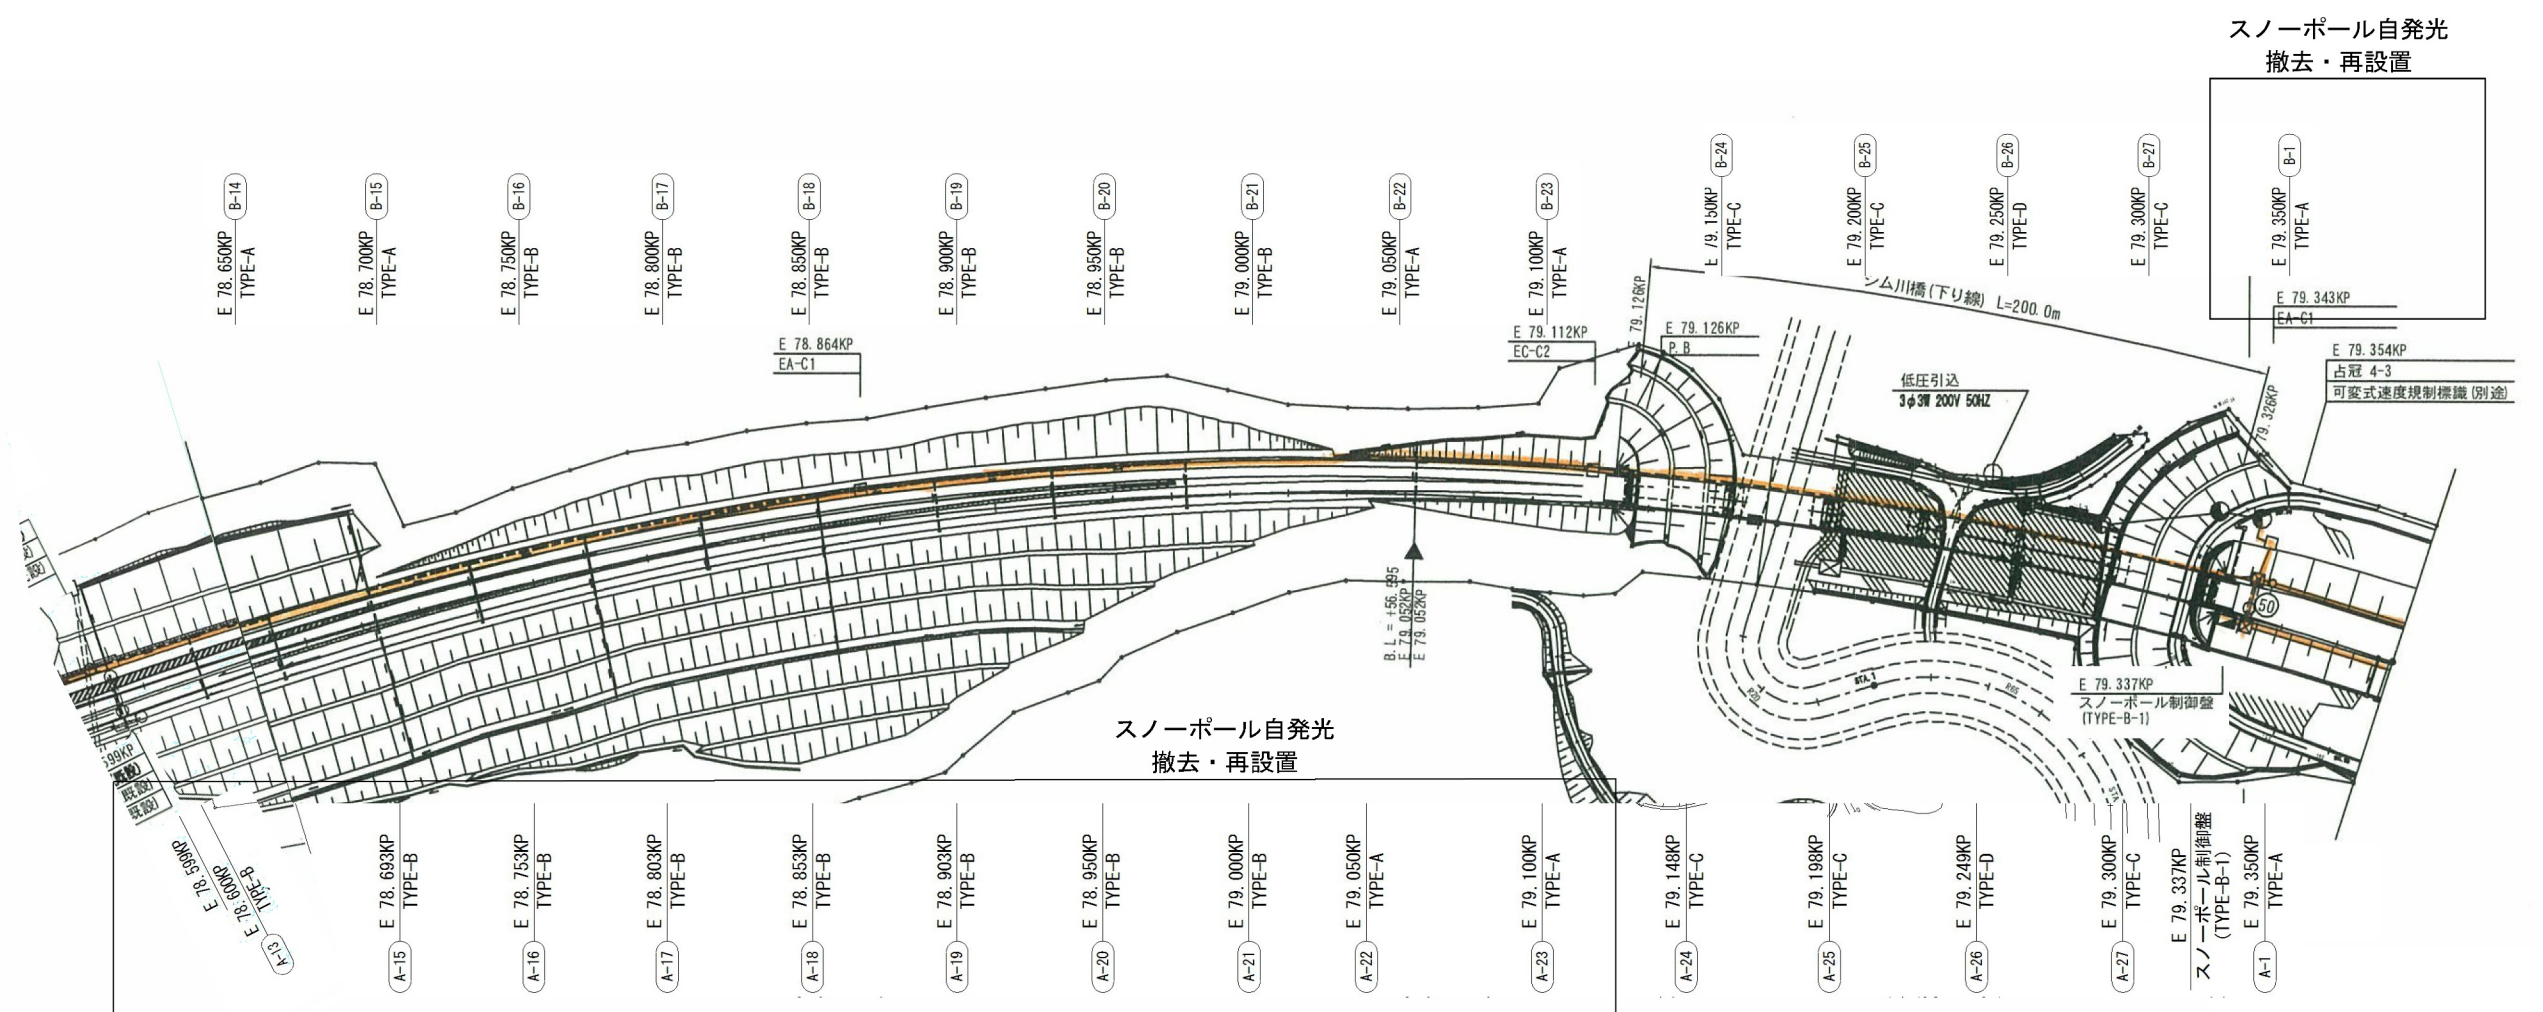 スノーポール自発光
撤去・再設置
B-14
E 78.650KP
TYPE-A
B-15
E 78.700KP
TYPE-A
B-16
E 78.750KP
TYPE-B
B-17
E 78.800KP
TYPE-B
B-18
E 78.850KP
TYPE-B
B-19
E 78.900KP
TYPE-B
B-20
E 78.950KP
TYPE-B
B-21
E 79.000KP
TYPE-B
B-22
E 79.050KP
TYPE-A
B-23
E 79.100KP
TYPE-A
B-24
79.150KP
TYPE-C
B-25
E 79.200KP
TYPE-C
B-26
E 79.250KP
TYPE-D
B-27
E 79.300KP
TYPE-C
B-1
E 79.350KP
TYPE-A
E 78.864KP
EA-C1
E 79.112KP
EC-C2
E 79.126KP
E 79.126KP
P.B
シム川橋(下り線) L=200.0m
E 79.343KP
EA-C1
E 79.354KP
占冠 4-3
可変式速度規制標識(別途)
低圧引込
3φ3W 200V 50HZ
79.326KP
50
B.L = +56.595
E 79.052KP
E 79.052KP
STA.1
R20
R65
E 79.337KP
スノーポール制御盤
(TYPE-B-1)
599KP
既設)
既設)
既設)
スノーポール自発光
撤去・再設置
E 78.599KP
E 78.600KP
TYPE-B
A-13
E 78.693KP
TYPE-B
A-15
E 78.753KP
TYPE-B
A-16
E 78.803KP
TYPE-B
A-17
E 78.853KP
TYPE-B
A-18
E 78.903KP
TYPE-B
A-19
E 78.950KP
TYPE-B
A-20
E 79.000KP
TYPE-B
A-21
E 79.050KP
TYPE-A
A-22
E 79.100KP
TYPE-A
A-23
E 79.148KP
TYPE-C
A-24
E 79.198KP
TYPE-C
A-25
E 79.249KP
TYPE-D
A-26
E 79.300KP
TYPE-C
A-27
E 79.337KP
スノーポール制御盤
(TYPE-B-1)
E 79.350KP
TYPE-A
A-1